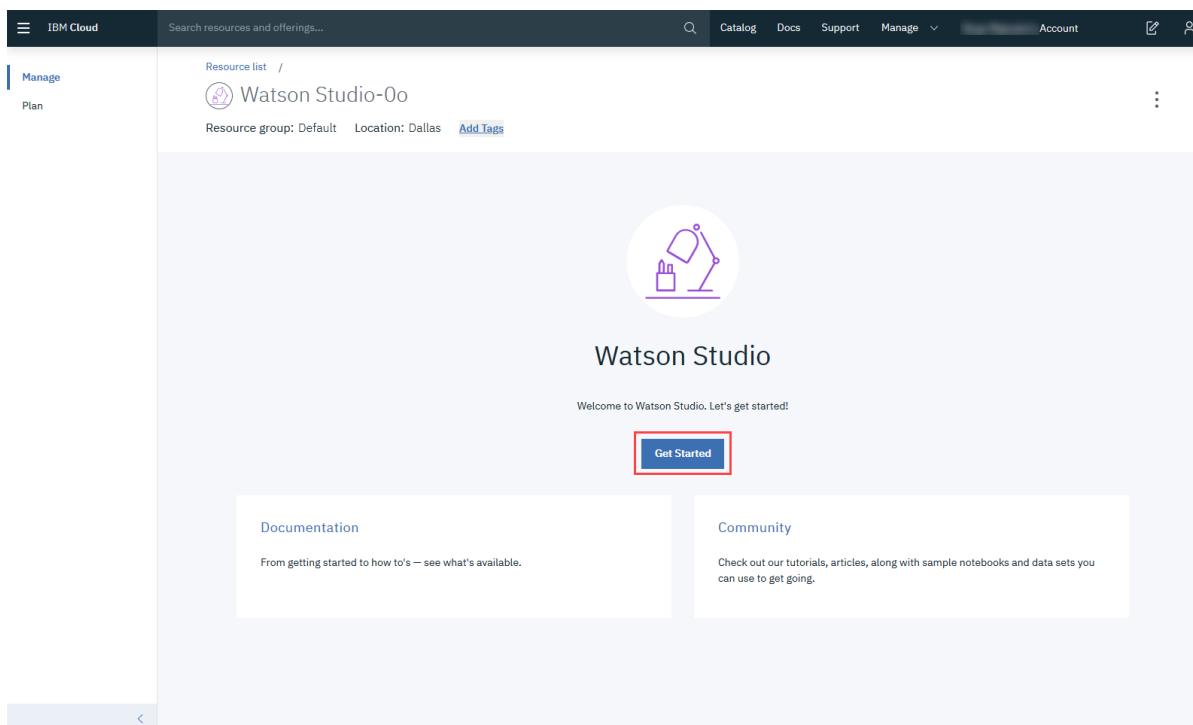 IBM Cloud Search resources and offerings... Catalog Docs Support Manage Account
Manage
Plan
Resource list /
Watson Studio-0o
Resource group: Default Location: Dallas Add Tags
Watson Studio
Welcome to Watson Studio. Let's get started!
Get Started
Documentation
From getting started to how to's — see what's available.
Community
Check out our tutorials, articles, along with sample notebooks and data sets you
can use to get going.